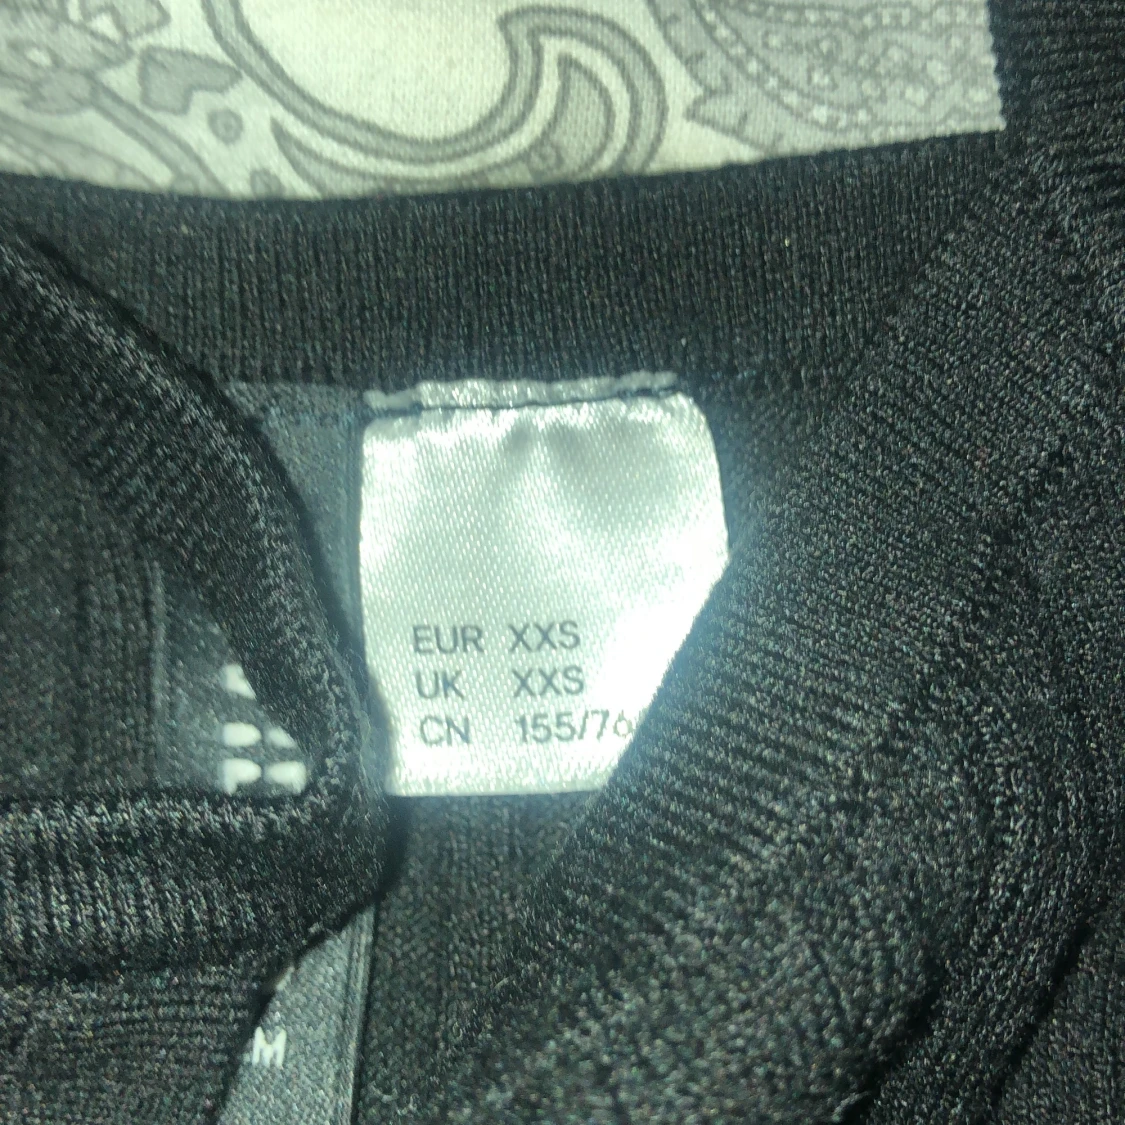 EUR XXS
UK XXS
CN 155/76
M